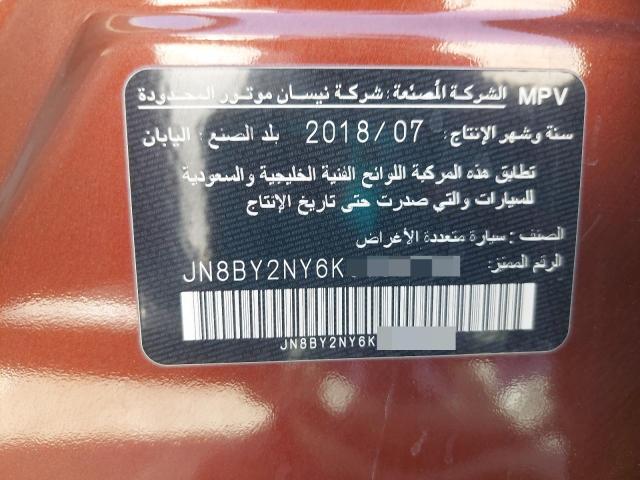 MPV الشركة المصنعة : شركة نيسان موتور المحدودة
سنة وشهر الإنتاج: 2018/07 بلد الصنع : اليابان
تطابق هذه المركبة اللوائح الفنية الخليجية والسعودية
للسيارات والتي صدرت حتى تاريخ الإنتاج
الصنف : سيارة متعددة الأغراض
الرقم المميز: JN8BY2NY6K
JN8BY2NY6K